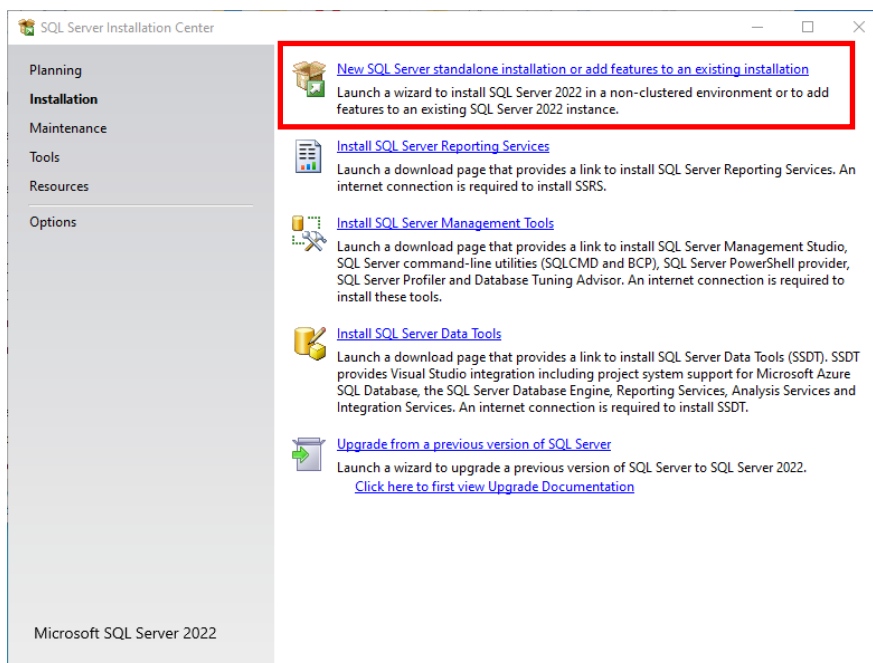 SQL Server Installation Center
Planning
Installation
Maintenance
Tools
Resources
Options
New SQL Server standalone installation or add features to an existing installation
Launch a wizard to install SQL Server 2022 in a non-clustered environment or to add
features to an existing SQL Server 2022 instance.
Install SQL Server Reporting Services
Launch a download page that provides a link to install SQL Server Reporting Services. An
internet connection is required to install SSRS.
Install SQL Server Management Tools
Launch a download page that provides a link to install SQL Server Management Studio,
SQL Server command-line utilities (SQLCMD and BCP), SQL Server PowerShell provider,
SQL Server Profiler and Database Tuning Advisor. An internet connection is required to
install these tools.
Install SQL Server Data Tools
Launch a download page that provides a link to install SQL Server Data Tools (SSDT). SSDT
provides Visual Studio integration including project system support for Microsoft Azure
SQL Database, the SQL Server Database Engine, Reporting Services, Analysis Services and
Integration Services. An internet connection is required to install SSDT.
Upgrade from a previous version of SQL Server
Launch a wizard to upgrade a previous version of SQL Server to SQL Server 2022.
Click here to first view Upgrade Documentation
Microsoft SQL Server 2022